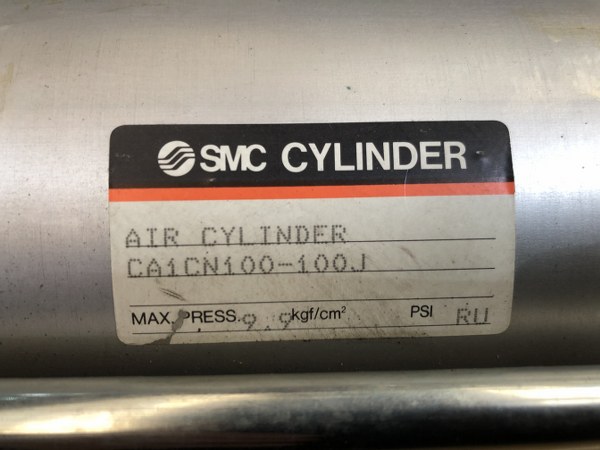 SMC CYLINDER
AIR CYLINDER
CA1CN100-100J
MAX. PRESS. 9.9 kgf/cm² PSI RU